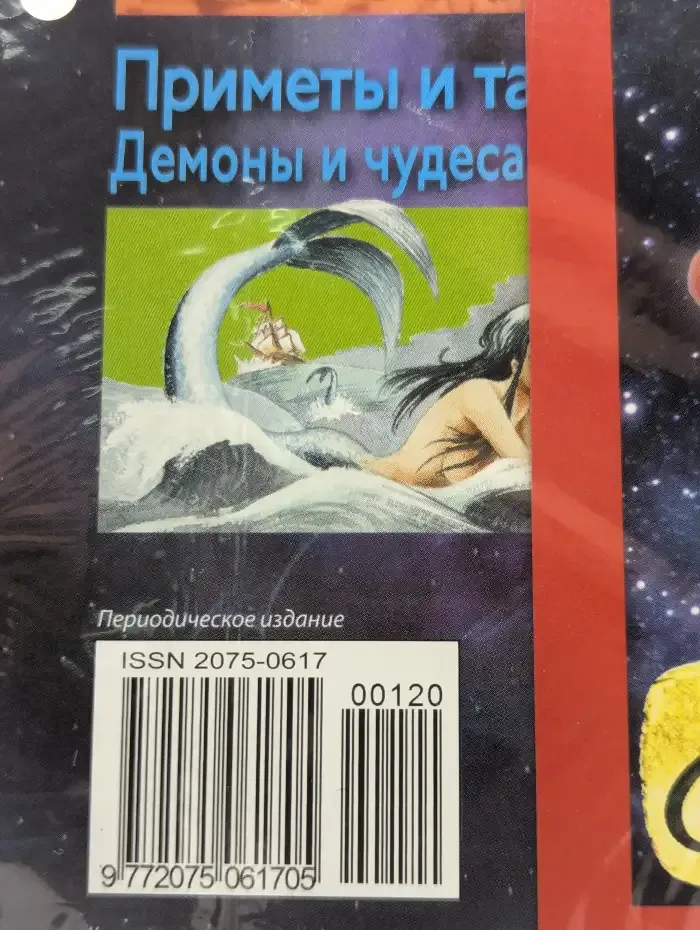 Приметы и та
Демоны и чудеса
Периодическое издание
ISSN 2075-0617
00120
9 772075 061705